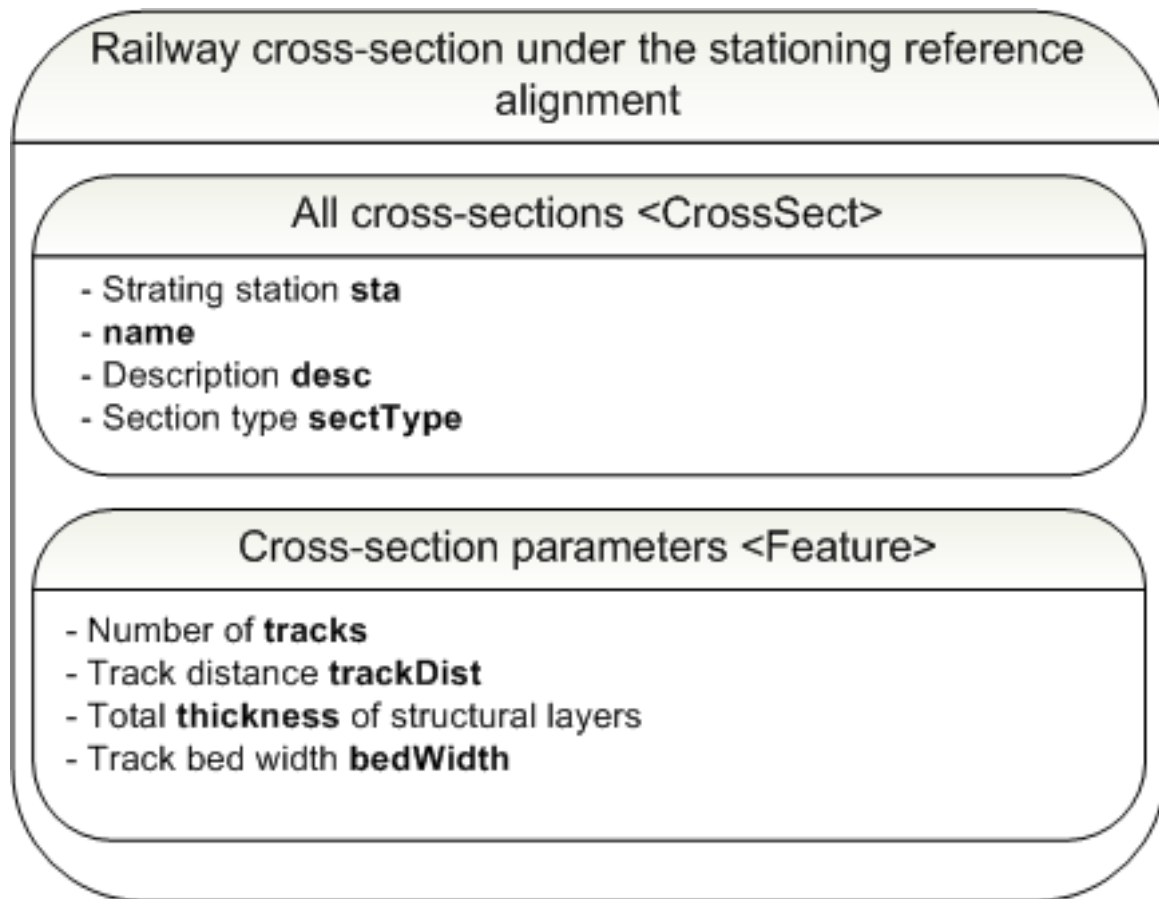 Railway cross-section under the stationing reference
alignment
All cross-sections <CrossSect>
- Strating station sta
- name
- Description desc
- Section type sectType
Cross-section parameters <Feature>
- Number of tracks
- Track distance trackDist
- Total thickness of structural layers
- Track bed width bedWidth